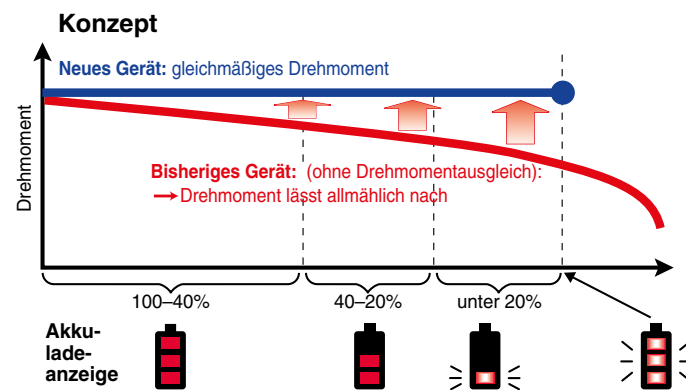 Konzept
Neues Gerät: gleichmäßiges Drehmoment
Drehmoment
Bisheriges Gerät: (ohne Drehmomentausgleich):
→ Drehmoment lässt allmählich nach
100–40%
40–20%
unter 20%
Akku-
lade-
anzeige